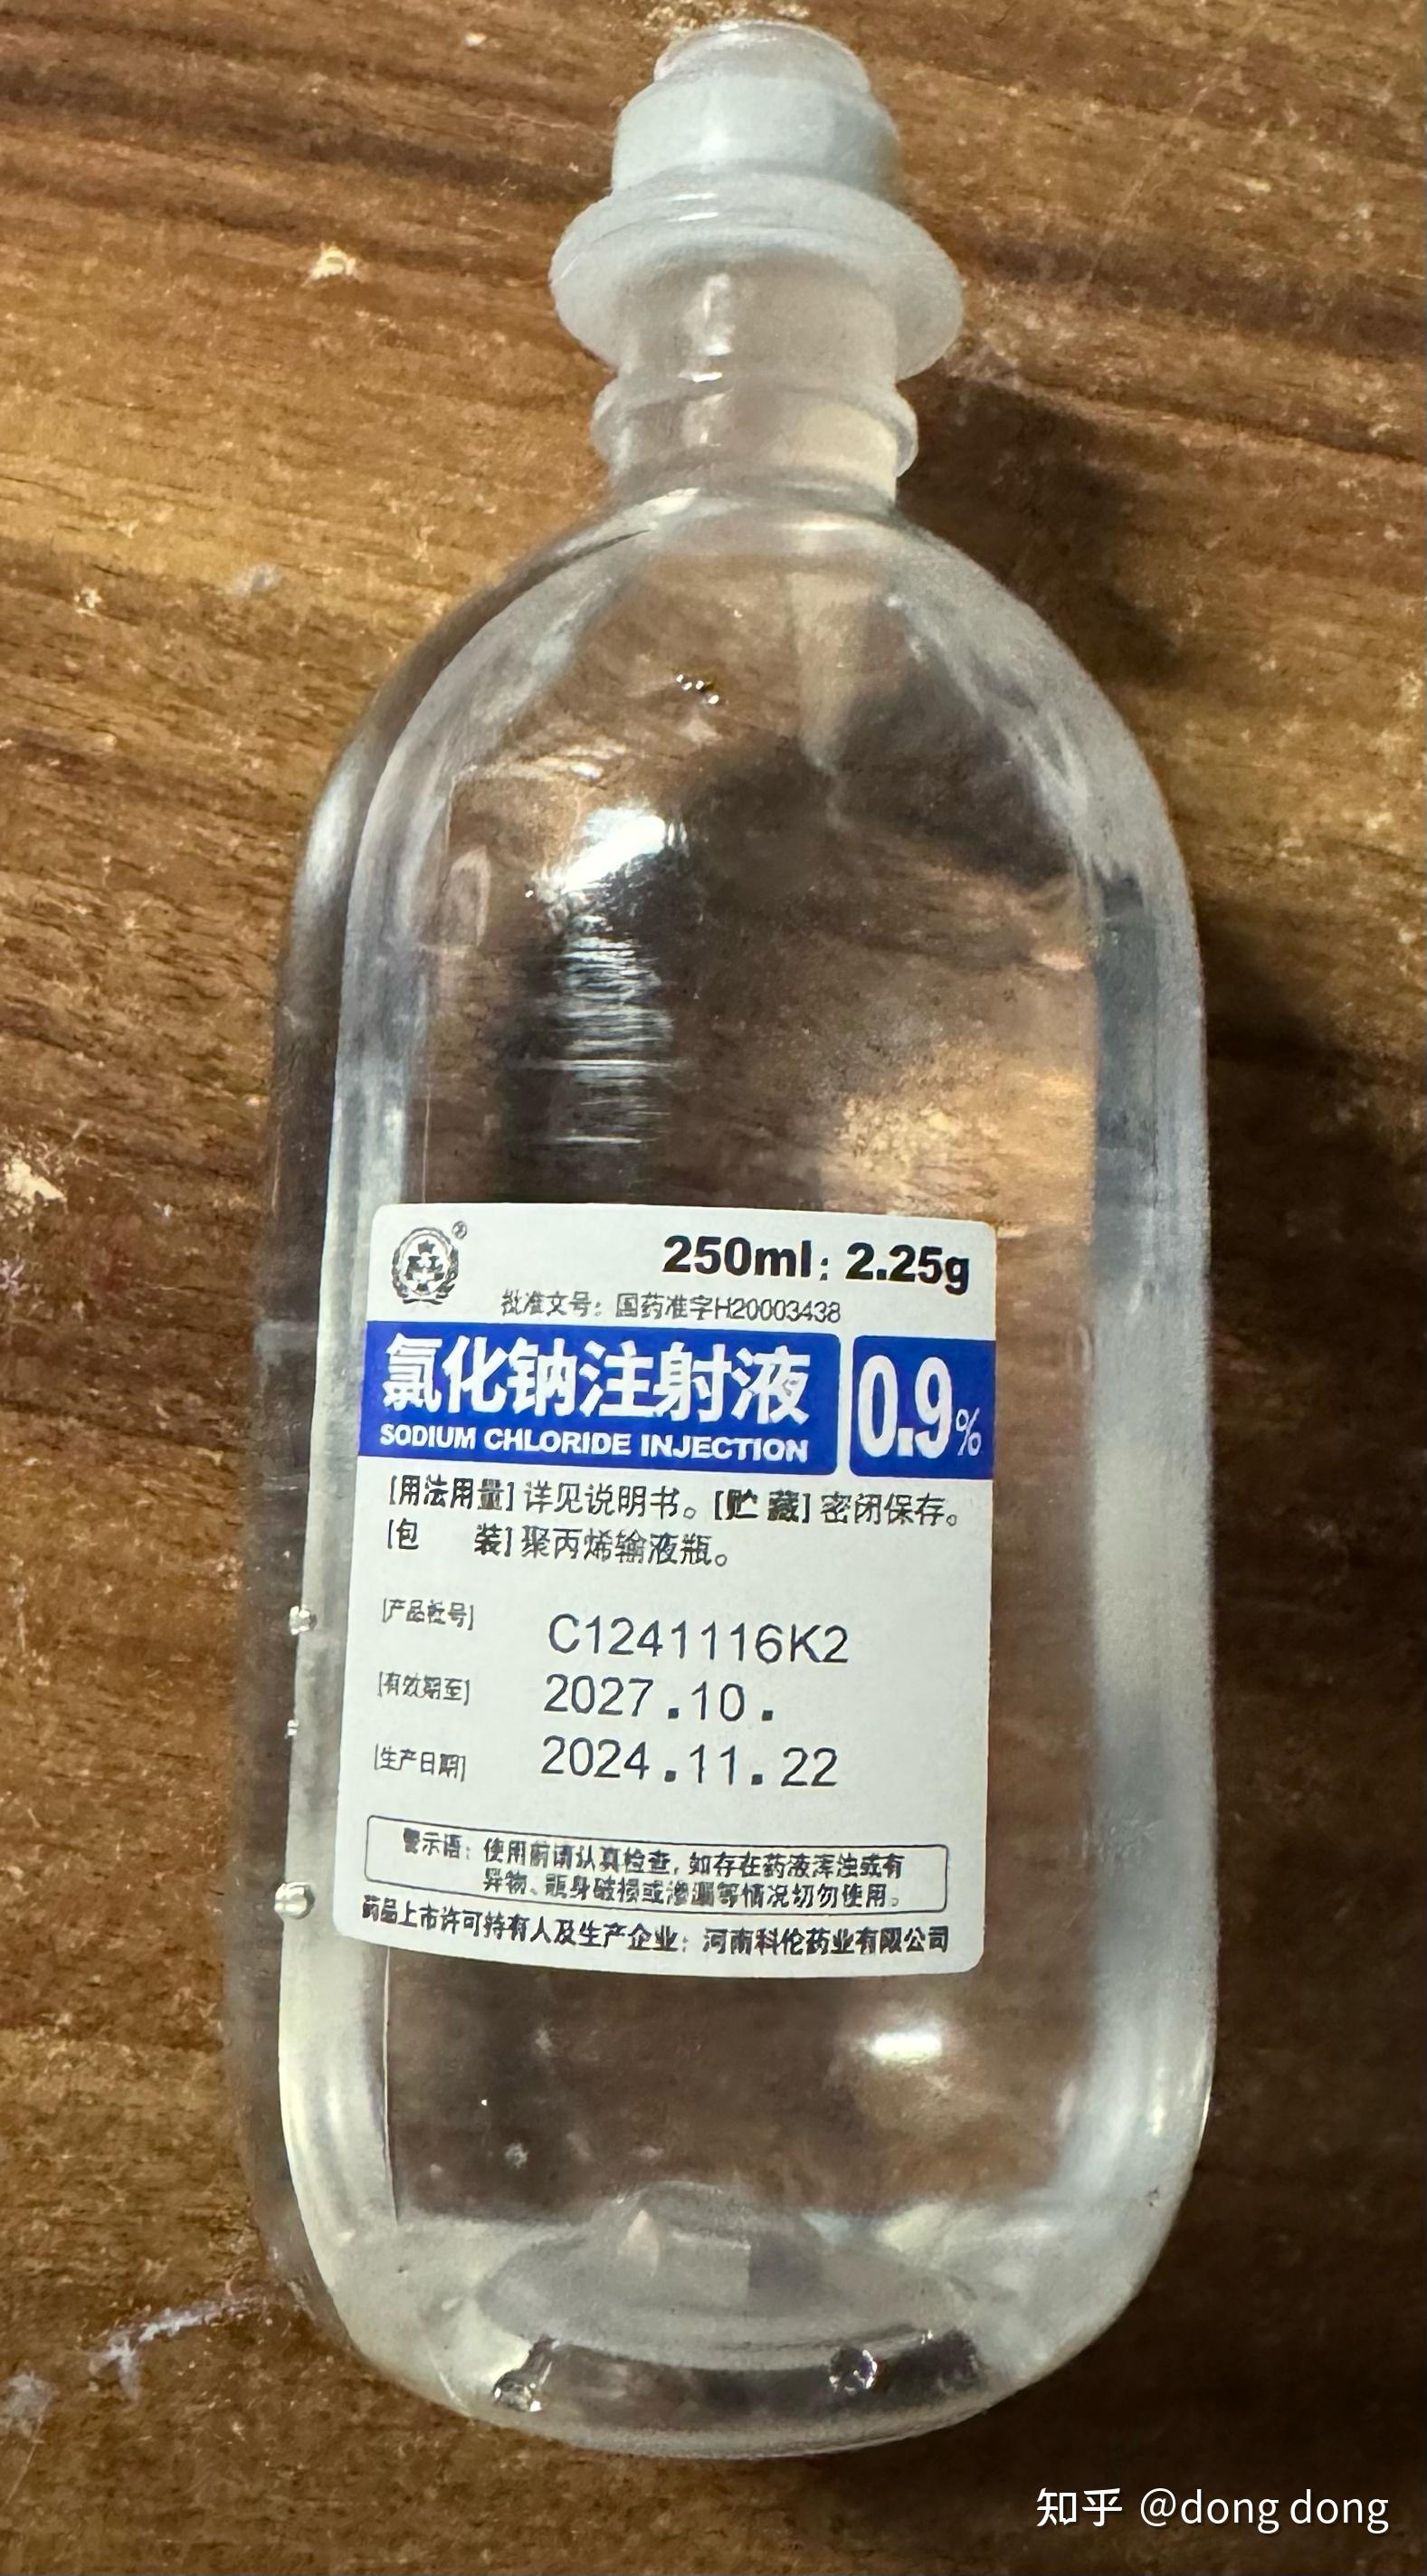 250ml：2.25g
批准文号：国药准字H20003438
氯化钠注射液 0.9%
SODIUM CHLORIDE INJECTION
[用法用量]详见说明书。[贮 藏]密闭保存。
[包 装]聚丙烯输液瓶。
[产品批号] C1241116K2
[有效期至] 2027.10.
[生产日期] 2024.11.22
警示语：使用前请认真检查，如存在药液浑浊或有
异物、瓶身破损或渗漏等情况切勿使用。
药品上市许可持有人及生产企业：河南科伦药业有限公司
知乎 @dong dong